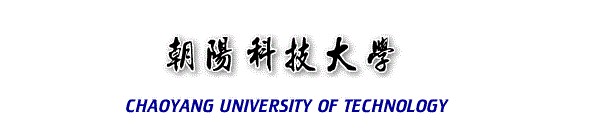 朝陽科技大學
CHAOYANG UNIVERSITY OF TECHNOLOGY